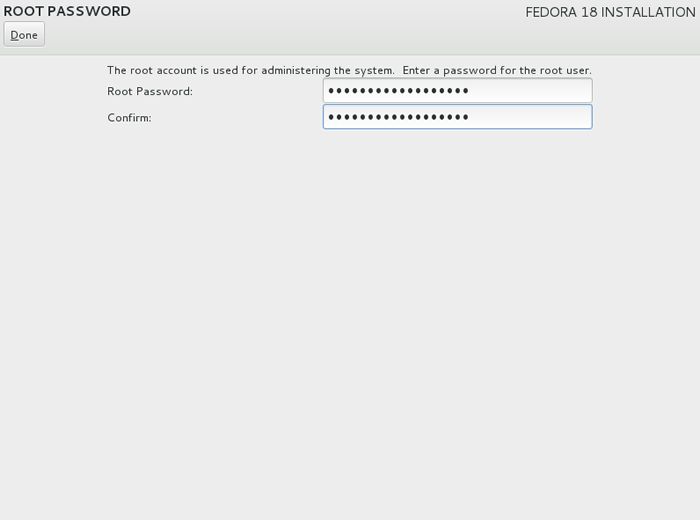 ROOT PASSWORD
FEDORA 18 INSTALLATION
Done
The root account is used for administering the system.  Enter a password for the root user.
Root Password: ••••••••••••••••••
Confirm: ••••••••••••••••••